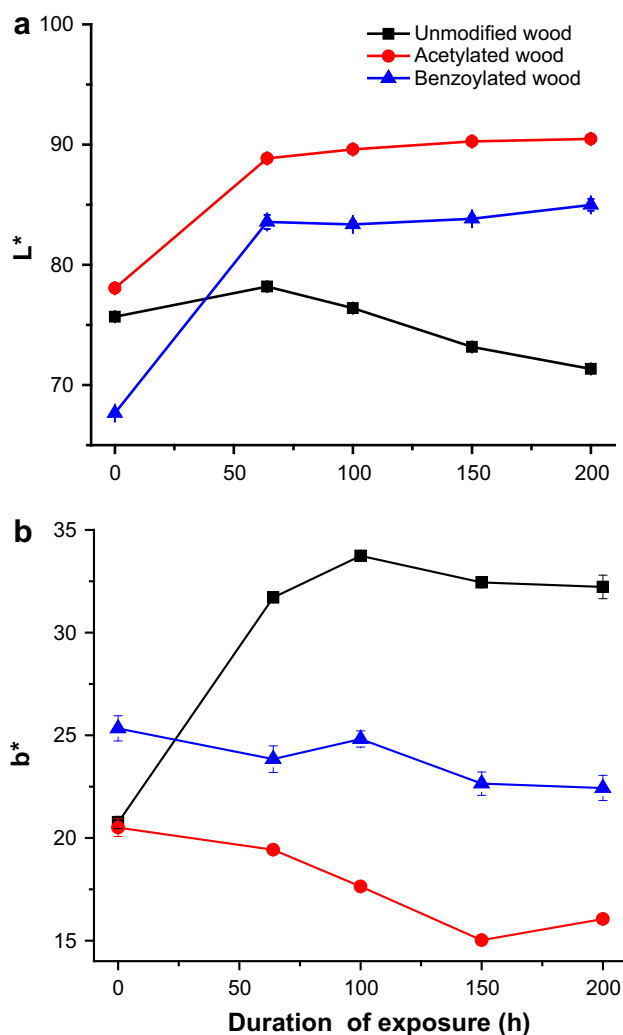 a
100
Unmodified wood
Acetylated wood
Benzoylated wood
90
L*
80
70
0 50 100 150 200
b
35
30
b*
25
20
15
0 50 100 150 200
Duration of exposure (h)